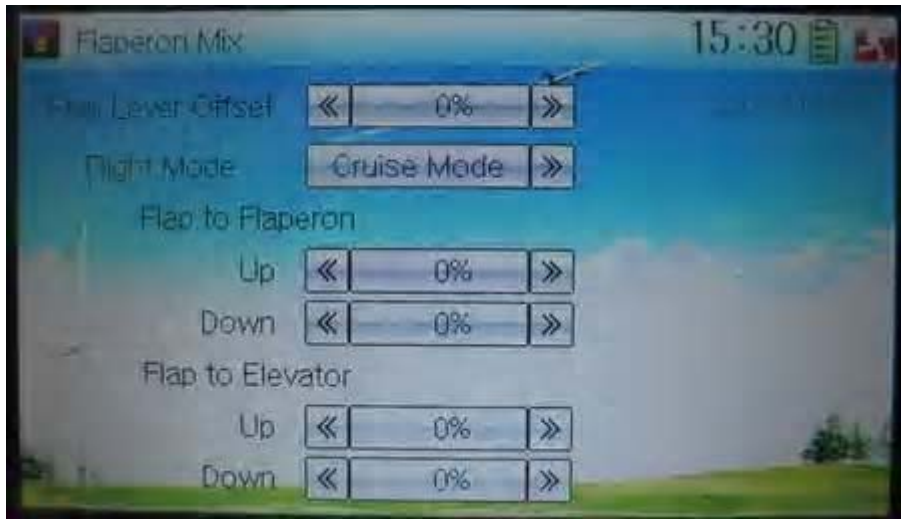 Flaperon Mix 15:30
Lever Offset « 0% »
Flight Mode Cruise Mode »
Flap to Flaperon
Up « 0% »
Down « 0% »
Flap to Elevator
Up « 0% »
Down « 0% »